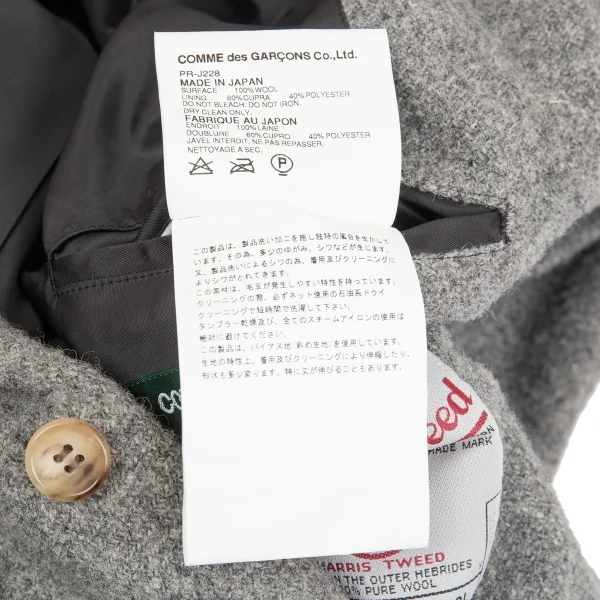 COMME des GARÇONS Co.,Ltd.
PR-J228
MADE IN JAPAN
SURFACE 100%WOOL
LINING 60%CUPRA 40%POLYESTER
DO NOT BLEACH. DO NOT IRON.
DRY CLEAN ONLY.
FABRIQUE AU JAPON
ENDROIT 100%LAINE
DOUBLURE 60%CUPRO 40%POLYESTER
JAVEL INTERDIT; NE PAS REPASSER.
NETTOYAGE A SEC.
P
この製品は、製品洗い加工を施し独特の風合を生かして
います。その為、多少のゆがみ、シワなどが生じます。
又、製品洗いによるシワの為、着用及びクリーニングに
よりシワがとれてきます。
この素材は、毛玉が発生しやすい特性を持っています。
クリーニングの際、必ずネット使用の石油系ドライ
クリーニングで短時間で洗濯して下さい。
タンブラー乾燥及び、全てのスチームアイロンの使用は
絶対に避けてください。
この製品は、バイアス地（斜め生地）を使用しています。
生地の特性上、着用及びクリーニングにより伸縮したり、
形状も多少変ります。特に丈が伸びることもあります。
CO
eed
RADE MARK
HARRIS TWEED
IN THE OUTER HEBRIDES
100% PURE WOOL